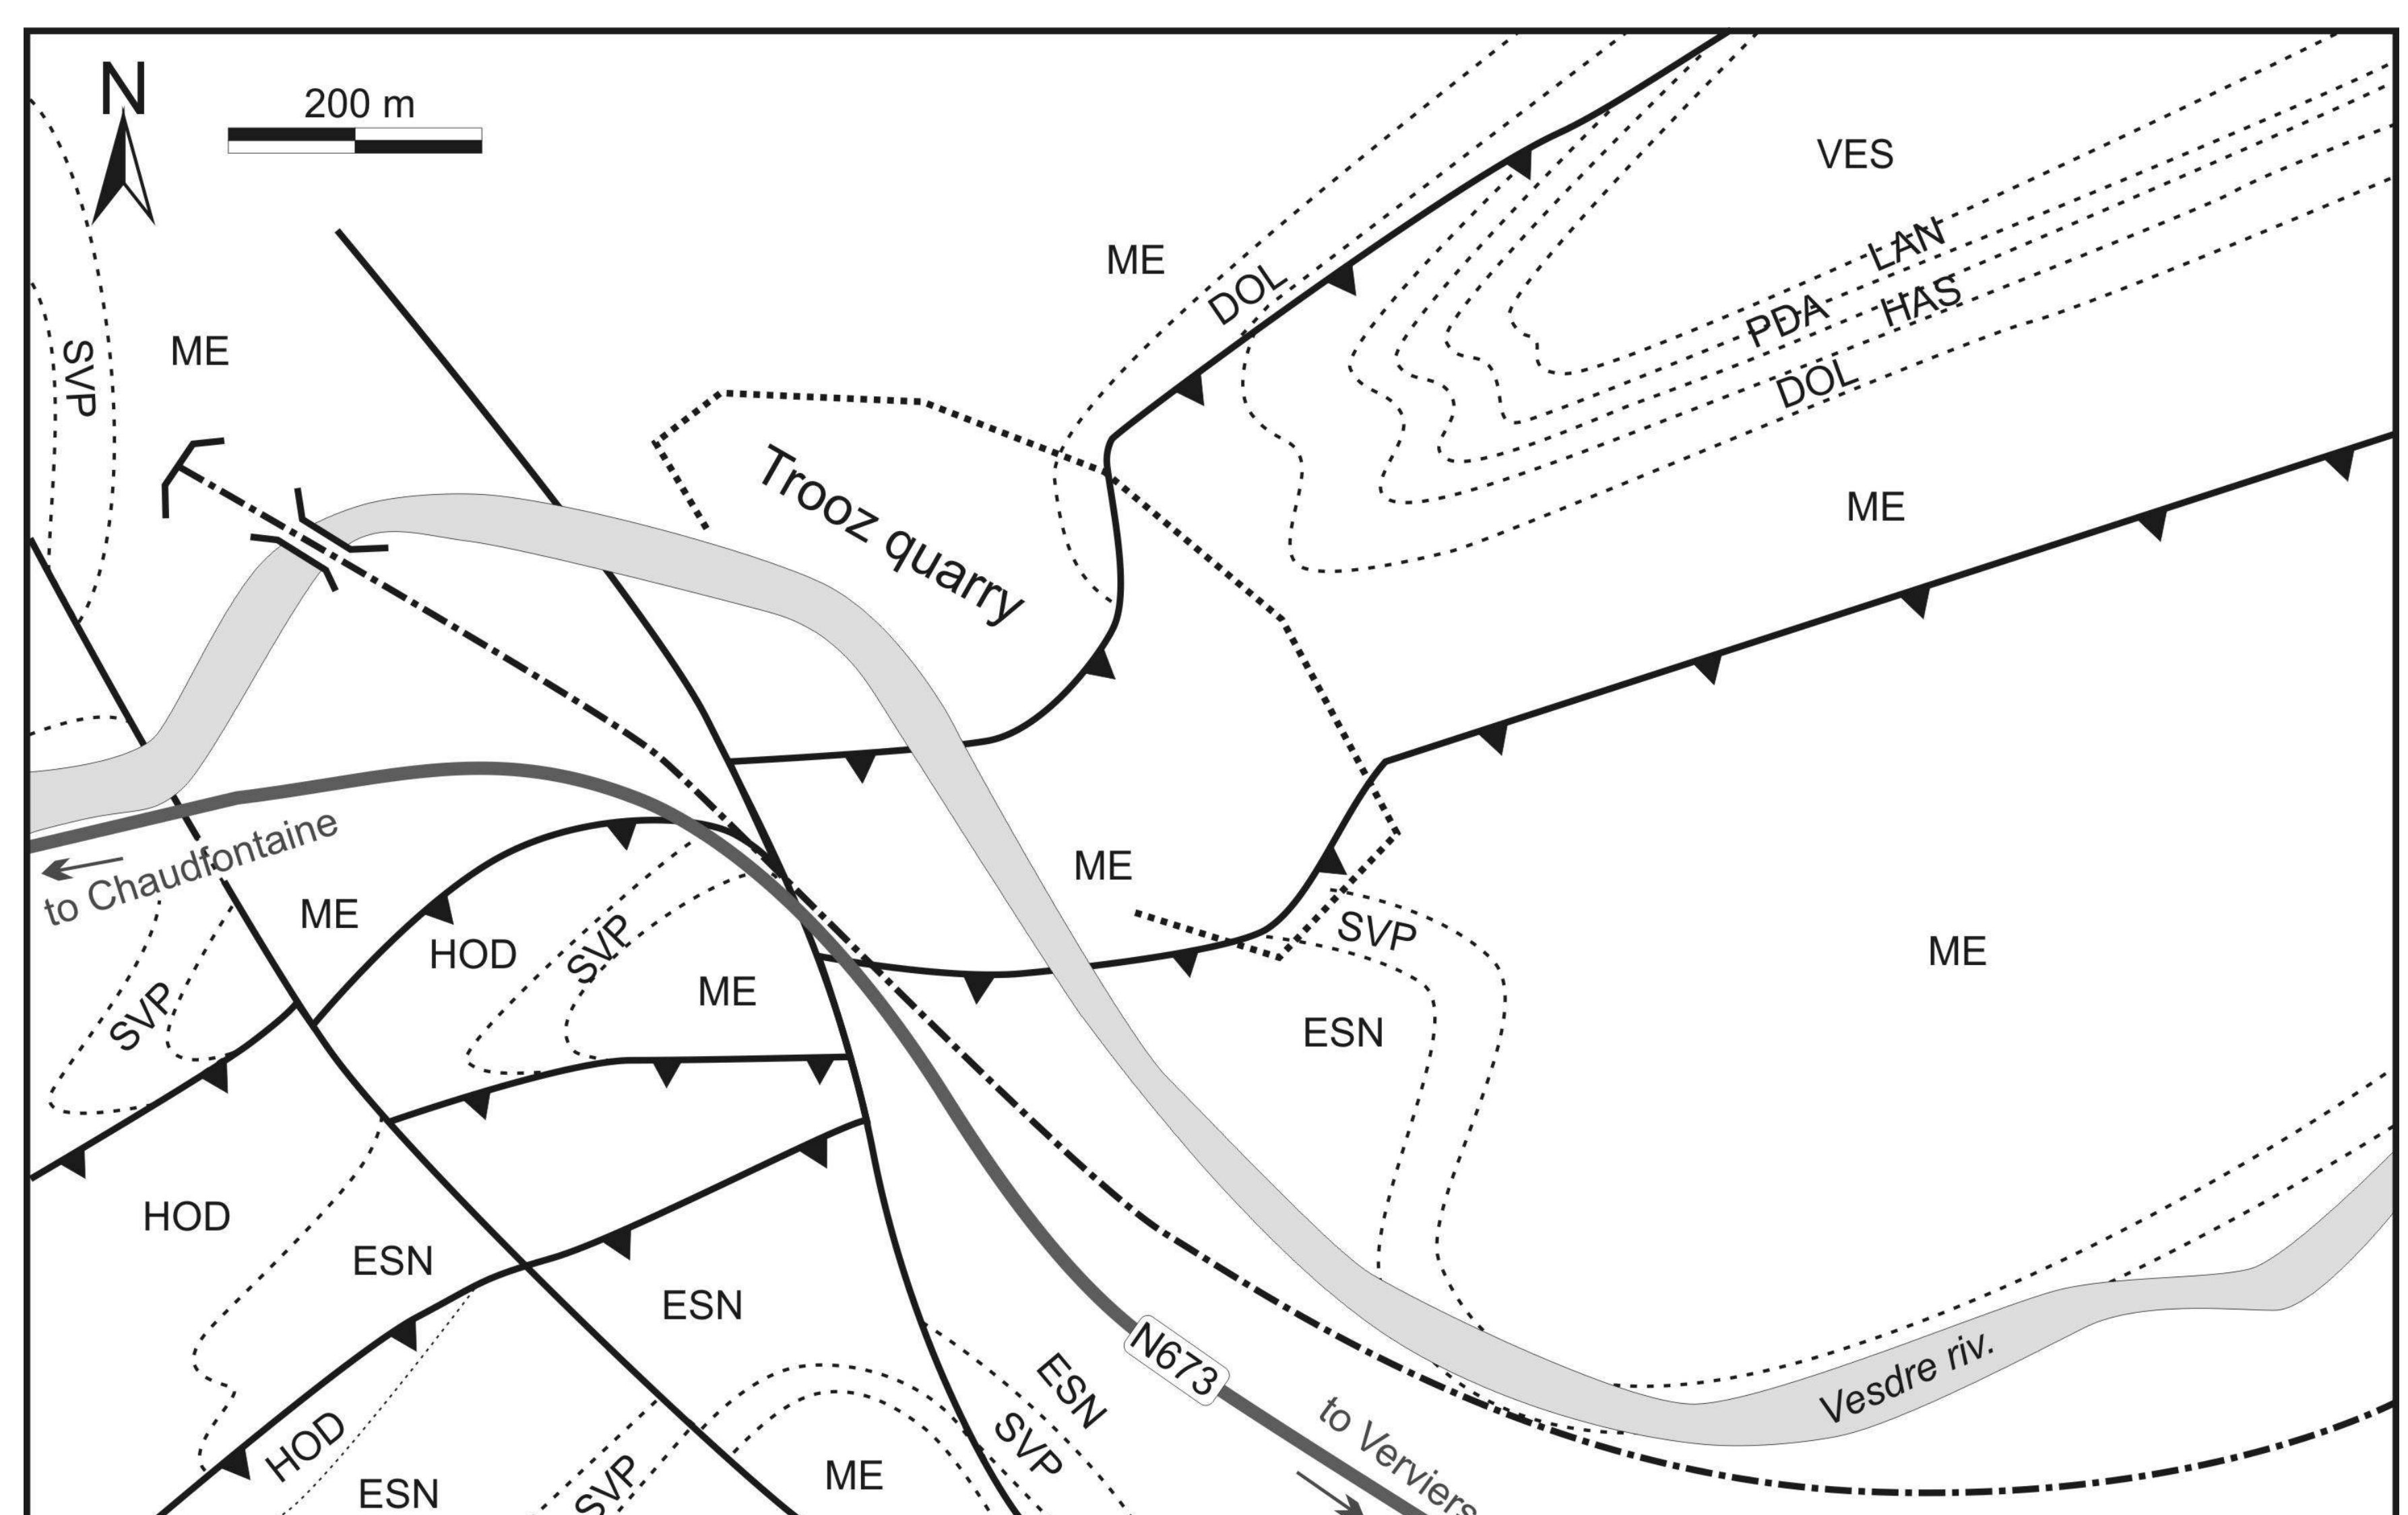 N
200 m
VES
LAN
ME
DOL
HAS
PDA
SVP
ME
DOL
Trooz quarry
ME
to Chaudfontaine
ME
ME
HOD
SVP
SVP
ME
ME
SVP
SVP
ESN
HOD
ESN
ESN
N673
Vesdre riv.
ESN
to Verviers
HOD
SVP
SVP
ME
ESN